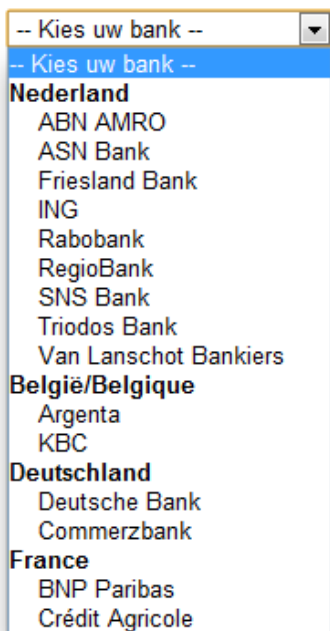 -- Kies uw bank --
-- Kies uw bank --
Nederland
ABN AMRO
ASN Bank
Friesland Bank
ING
Rabobank
RegioBank
SNS Bank
Triodos Bank
Van Lanschot Bankiers
België/Belgique
Argenta
KBC
Deutschland
Deutsche Bank
Commerzbank
France
BNP Paribas
Crédit Agricole